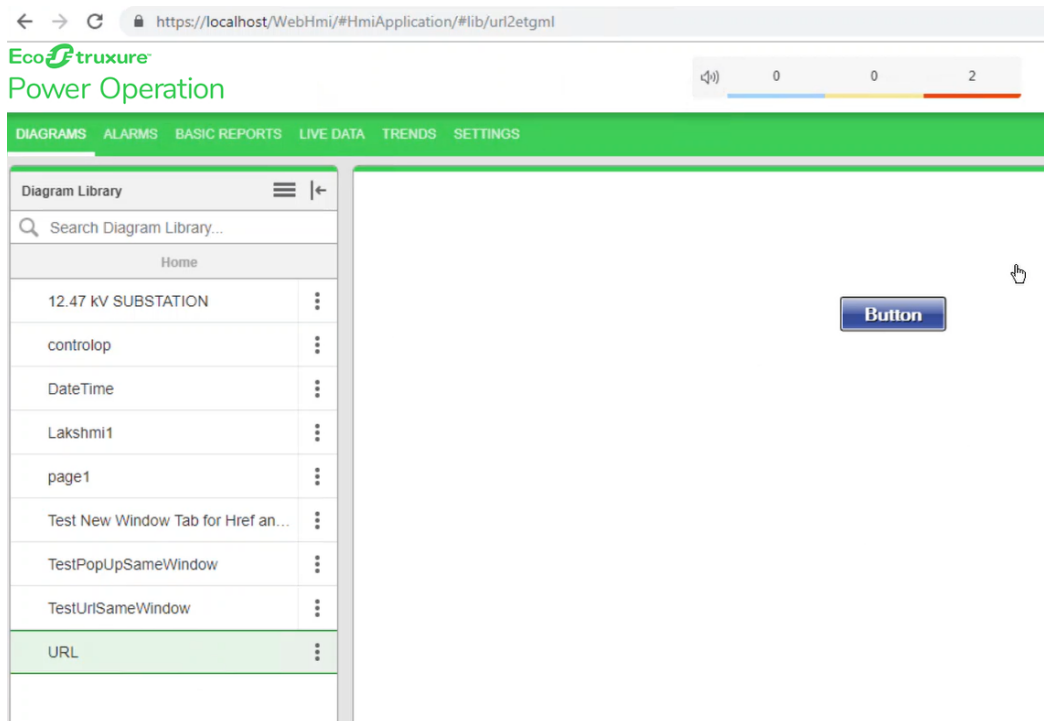 https://localhost/WebHmi/#HmiApplication/#lib/url2etgml
EcoStruxure
Power Operation
0 0 2
DIAGRAMS ALARMS BASIC REPORTS LIVE DATA TRENDS SETTINGS
Diagram Library
Search Diagram Library...
Home
12.47 kV SUBSTATION
Button
controlop
DateTime
Lakshmi1
page1
Test New Window Tab for Href an...
TestPopUpSameWindow
TestUrlSameWindow
URL